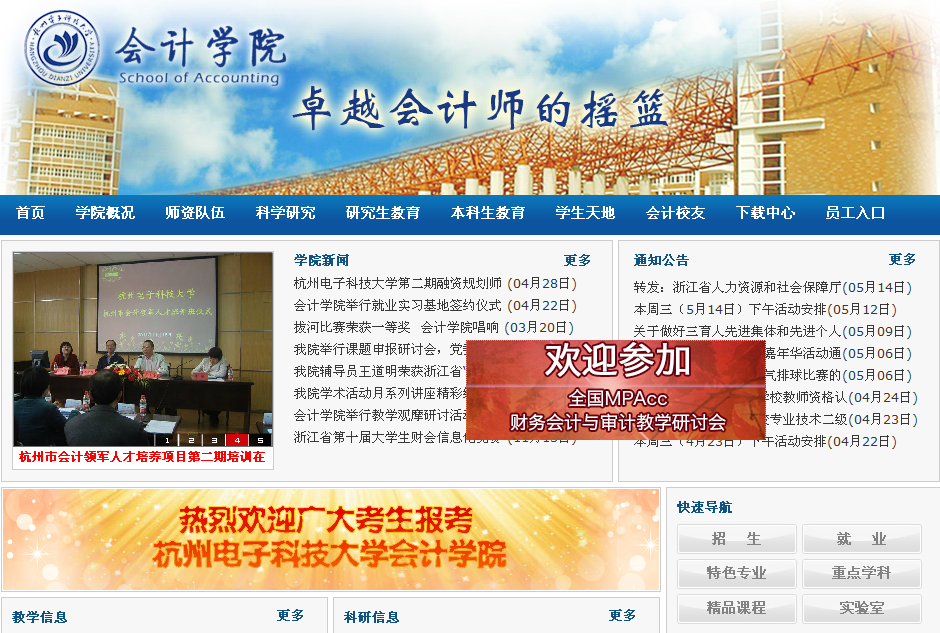 HANGZHOU DIANZI UNIVERSITY
会计学院
School of Accounting
卓越会计师的摇篮
首页 学院概况 师资队伍 科学研究 研究生教育 本科生教育 学生天地 会计校友 下载中心 员工入口
杭州电子科技大学
1 2 3 4 5
杭州市会计领军人才培养项目第二期培训在
学院新闻 更多
杭州电子科技大学第二期融资规划师 (04月28日)
会计学院举行就业实习基地签约仪式 (04月22日)
拨河比赛荣获一等奖 会计学院唱响 (03月20日)
我院举行课题申报研讨会，党
我院辅导员王道明荣获浙江省
我院学术活动月系列讲座精彩
会计学院举行教学观摩研讨活
浙江省第十届大学生财会信息化竞赛 (11月13日)
通知公告 更多
转发：浙江省人力资源和社会保障厅(05月14日)
本周三（5月14日）下午活动安排(05月12日)
关于做好三育人先进集体和先进个人(05月09日)
嘉年华活动通(05月06日)
气排球比赛的(05月06日)
学校教师资格认(04月24日)
专业技术二级(04月23日)
本周三（4月23日）下午活动安排(04月22日)
欢迎参加
全国MPAcc
财务会计与审计教学研讨会
热烈欢迎广大考生报考
杭州电子科技大学会计学院
快速导航
招 生 就 业
特色专业 重点学科
精品课程 实验室
教学信息 更多
科研信息 更多